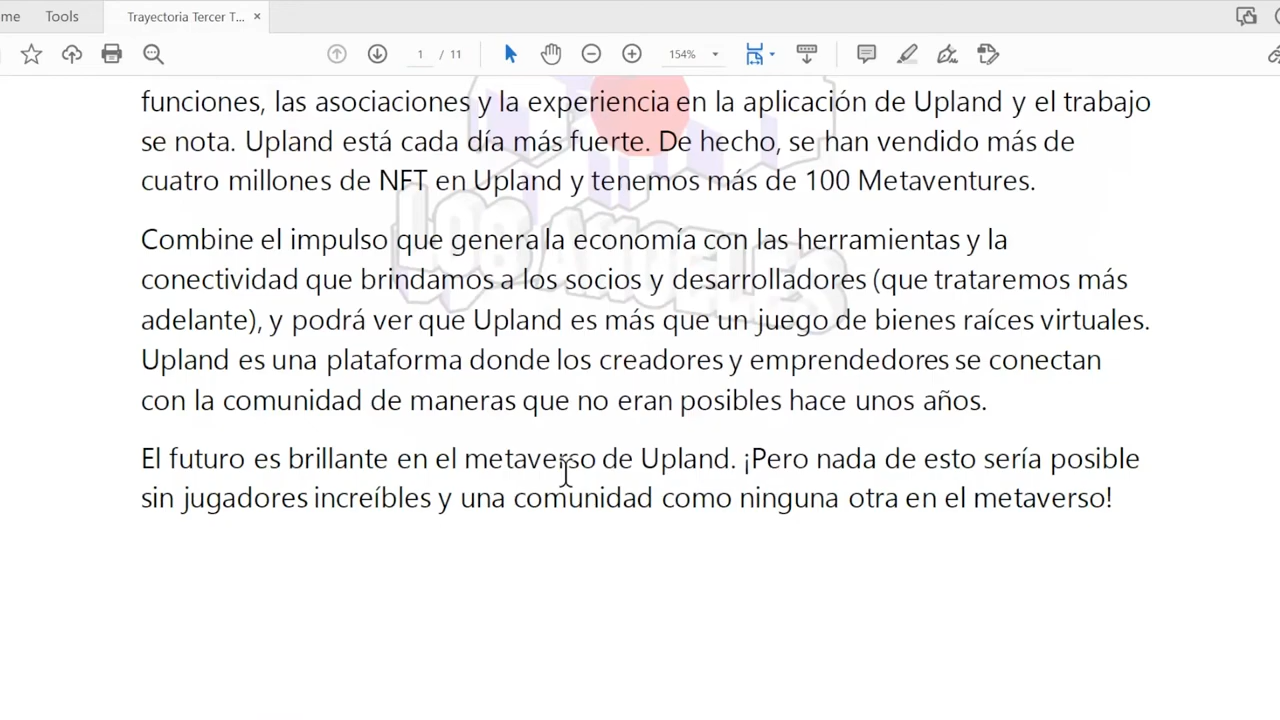 me Tools Trayectoria Tercer T... ×
1 / 11 154%
funciones, las asociaciones y la experiencia en la aplicación de Upland y el trabajo
se nota. Upland está cada día más fuerte. De hecho, se han vendido más de
cuatro millones de NFT en Upland y tenemos más de 100 Metaventures.
Combine el impulso que genera la economía con las herramientas y la
conectividad que brindamos a los socios y desarrolladores (que trataremos más
adelante), y podrá ver que Upland es más que un juego de bienes raíces virtuales.
Upland es una plataforma donde los creadores y emprendedores se conectan
con la comunidad de maneras que no eran posibles hace unos años.
El futuro es brillante en el metaverso de Upland. ¡Pero nada de esto sería posible
sin jugadores increíbles y una comunidad como ninguna otra en el metaverso!
LOS ANGELES